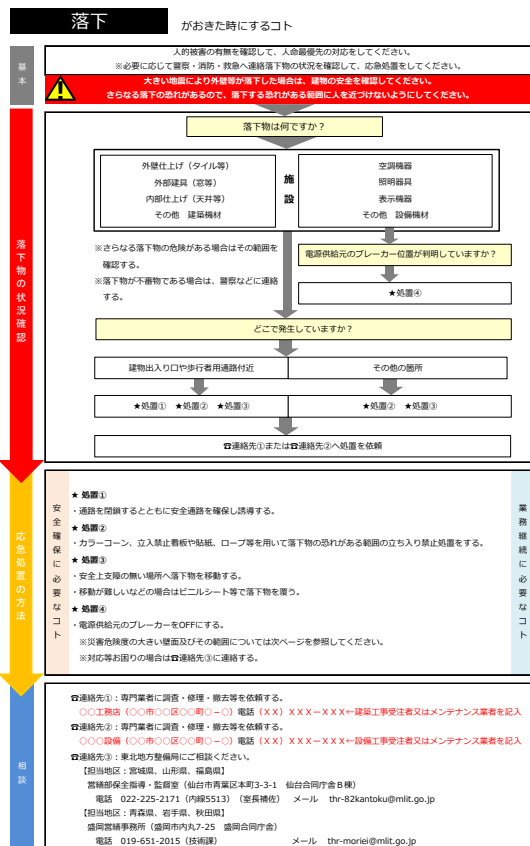 落下
がおきた時にするコト
基本
人的被害の有無を確認して、人命最優先の対応をしてください。
※必要に応じて警察・消防・救急へ連絡落下物の状況を確認して、応急処置をしてください。
大きい地震により外壁等が落下した場合は、建物の安全を確認してください。
さらなる落下の恐れがあるので、落下する恐れがある範囲に人を近づけないようにしてください。
落下物の状況確認
落下物は何ですか？
外壁仕上げ（タイル等）
外部建具（窓等）
内部仕上げ（天井等）
その他 建築機材
施設
空調機器
照明器具
表示機器
その他 設備機材
※さらなる落下物の危険がある場合はその範囲を
確認する。
※落下物が不審物である場合は、警察などに連絡
する。
電源供給元のブレーカー位置が判明していますか？
★処置④
どこで発生していますか？
建物出入り口や歩行者用通路付近
その他の箇所
★処置① ★処置② ★処置③
★処置② ★処置③
☎連絡先①または☎連絡先②へ処置を依頼
応急処置の方法
安全確保に必要なコト
★ 処置①
・通路を閉鎖するとともに安全通路を確保し誘導する。
★ 処置②
・カラーコーン、立入禁止看板や貼紙、ロープ等を用いて落下物の恐れがある範囲の立ち入り禁止処置をする。
★ 処置③
・安全上支障の無い場所へ落下物を移動する。
・移動が難しいなどの場合はビニルシート等で落下物を覆う。
★ 処置④
・電源供給元のブレーカーをOFFにする。
※災害危険度の大きい壁面及びその範囲については次ページを参照してください。
※対応等お困りの場合は☎連絡先③に連絡する。
業務継続に必要なコト
相談
☎連絡先①：専門業者に調査・修理・撤去等を依頼する。
○○工務店（○○市○○区○○町○－○）電話（XX）XXX－XXX←建築工事受注者又はメンテナンス業者を記入
☎連絡先②：専門業者に調査・修理・撤去等を依頼する。
○○○設備（○○市○○区○○町○－○）電話（XX）XXX－XXX←設備工事受注者又はメンテナンス業者を記入
☎連絡先③：東北地方整備局にご相談ください。
【担当地区：宮城県、山形県、福島県】
営繕部保全指導・監督室（仙台市青葉区本町3-3-1 仙台合同庁舎Ｂ棟）
電話 022-225-2171（内線5513）（室長補佐） メール thr-82kantoku@mlit.go.jp
【担当地区：青森県、岩手県、秋田県】
盛岡営繕事務所（盛岡市内丸7-25 盛岡合同庁舎）
電話 019-651-2015（技術課） メール thr-moriei@mlit.go.jp